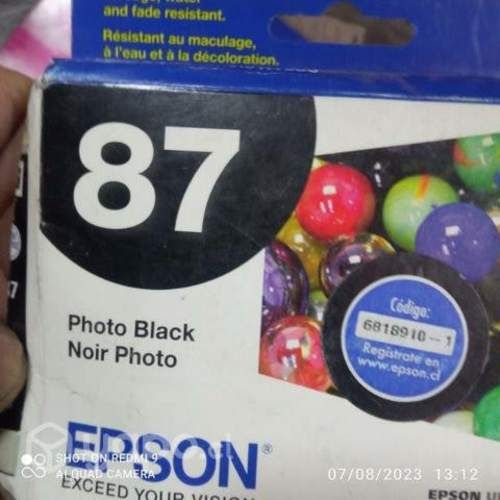 and fade resistant.
Résistant au maculage,
à l'eau et à la décoloration.
87
Photo Black
Noir Photo
Código:
6818910--1
Regístrate en
www.epson.cl
EPSON®
EXCEED YOUR VISION
SHOT ON REDMI 9
AI QUAD CAMERA
07/08/2023 13:12
EPSON